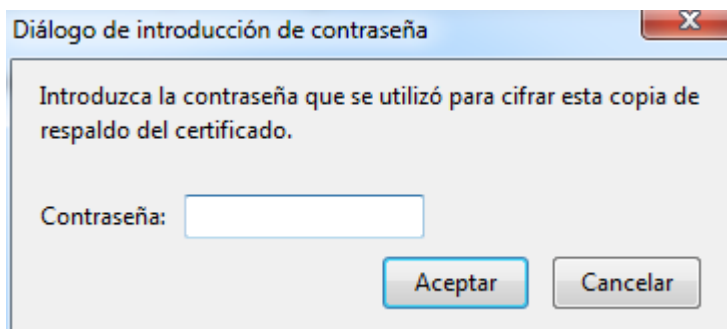 Diálogo de introducción de contraseña
Introduzca la contraseña que se utilizó para cifrar esta copia de
respaldo del certificado.
Contraseña:
Aceptar Cancelar